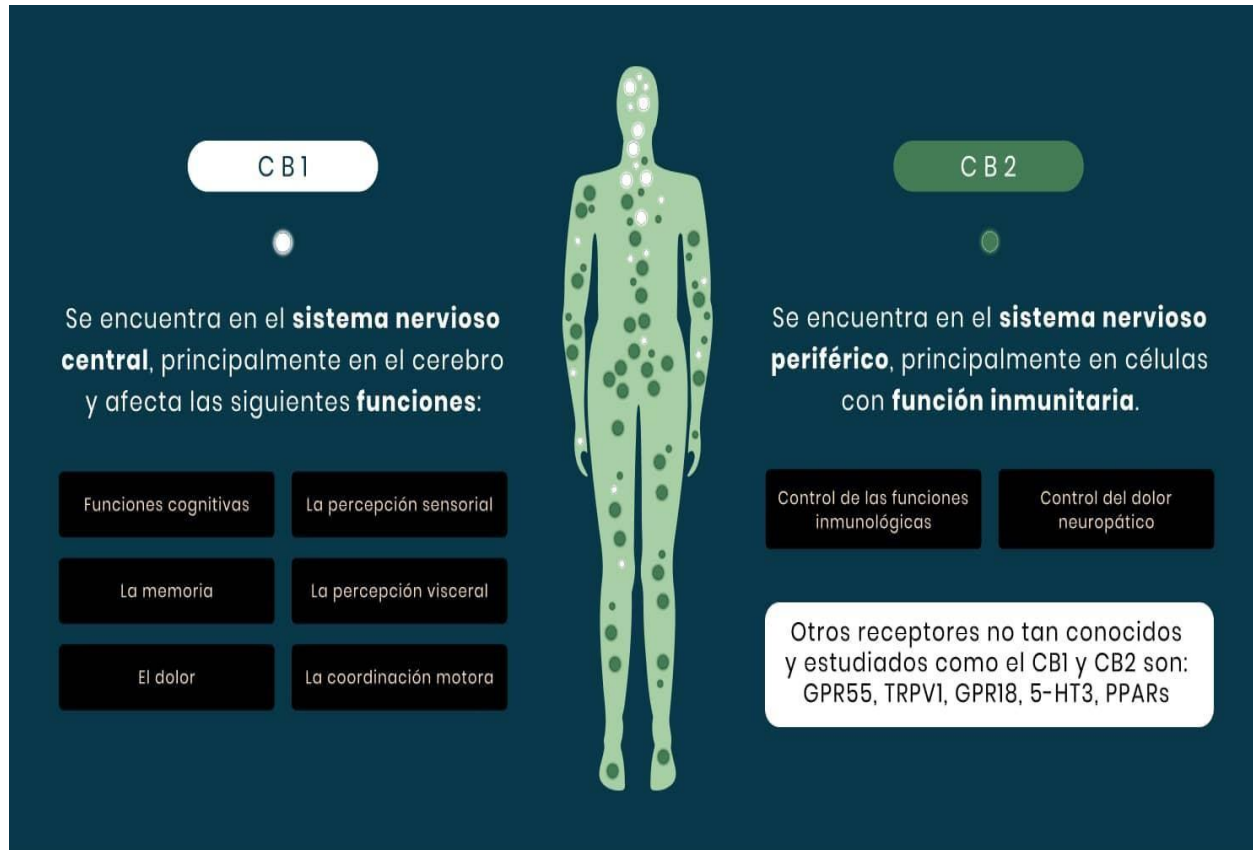 CB1
Se encuentra en el sistema nervioso
central, principalmente en el cerebro
y afecta las siguientes funciones:
Funciones cognitivas
La percepción sensorial
La memoria
La percepción visceral
El dolor
La coordinación motora
CB2
Se encuentra en el sistema nervioso
periférico, principalmente en células
con función inmunitaria.
Control de las funciones
inmunológicas
Control del dolor
neuropático
Otros receptores no tan conocidos
y estudiados como el CB1 y CB2 son:
GPR55, TRPV1, GPR18, 5-HT3, PPARs